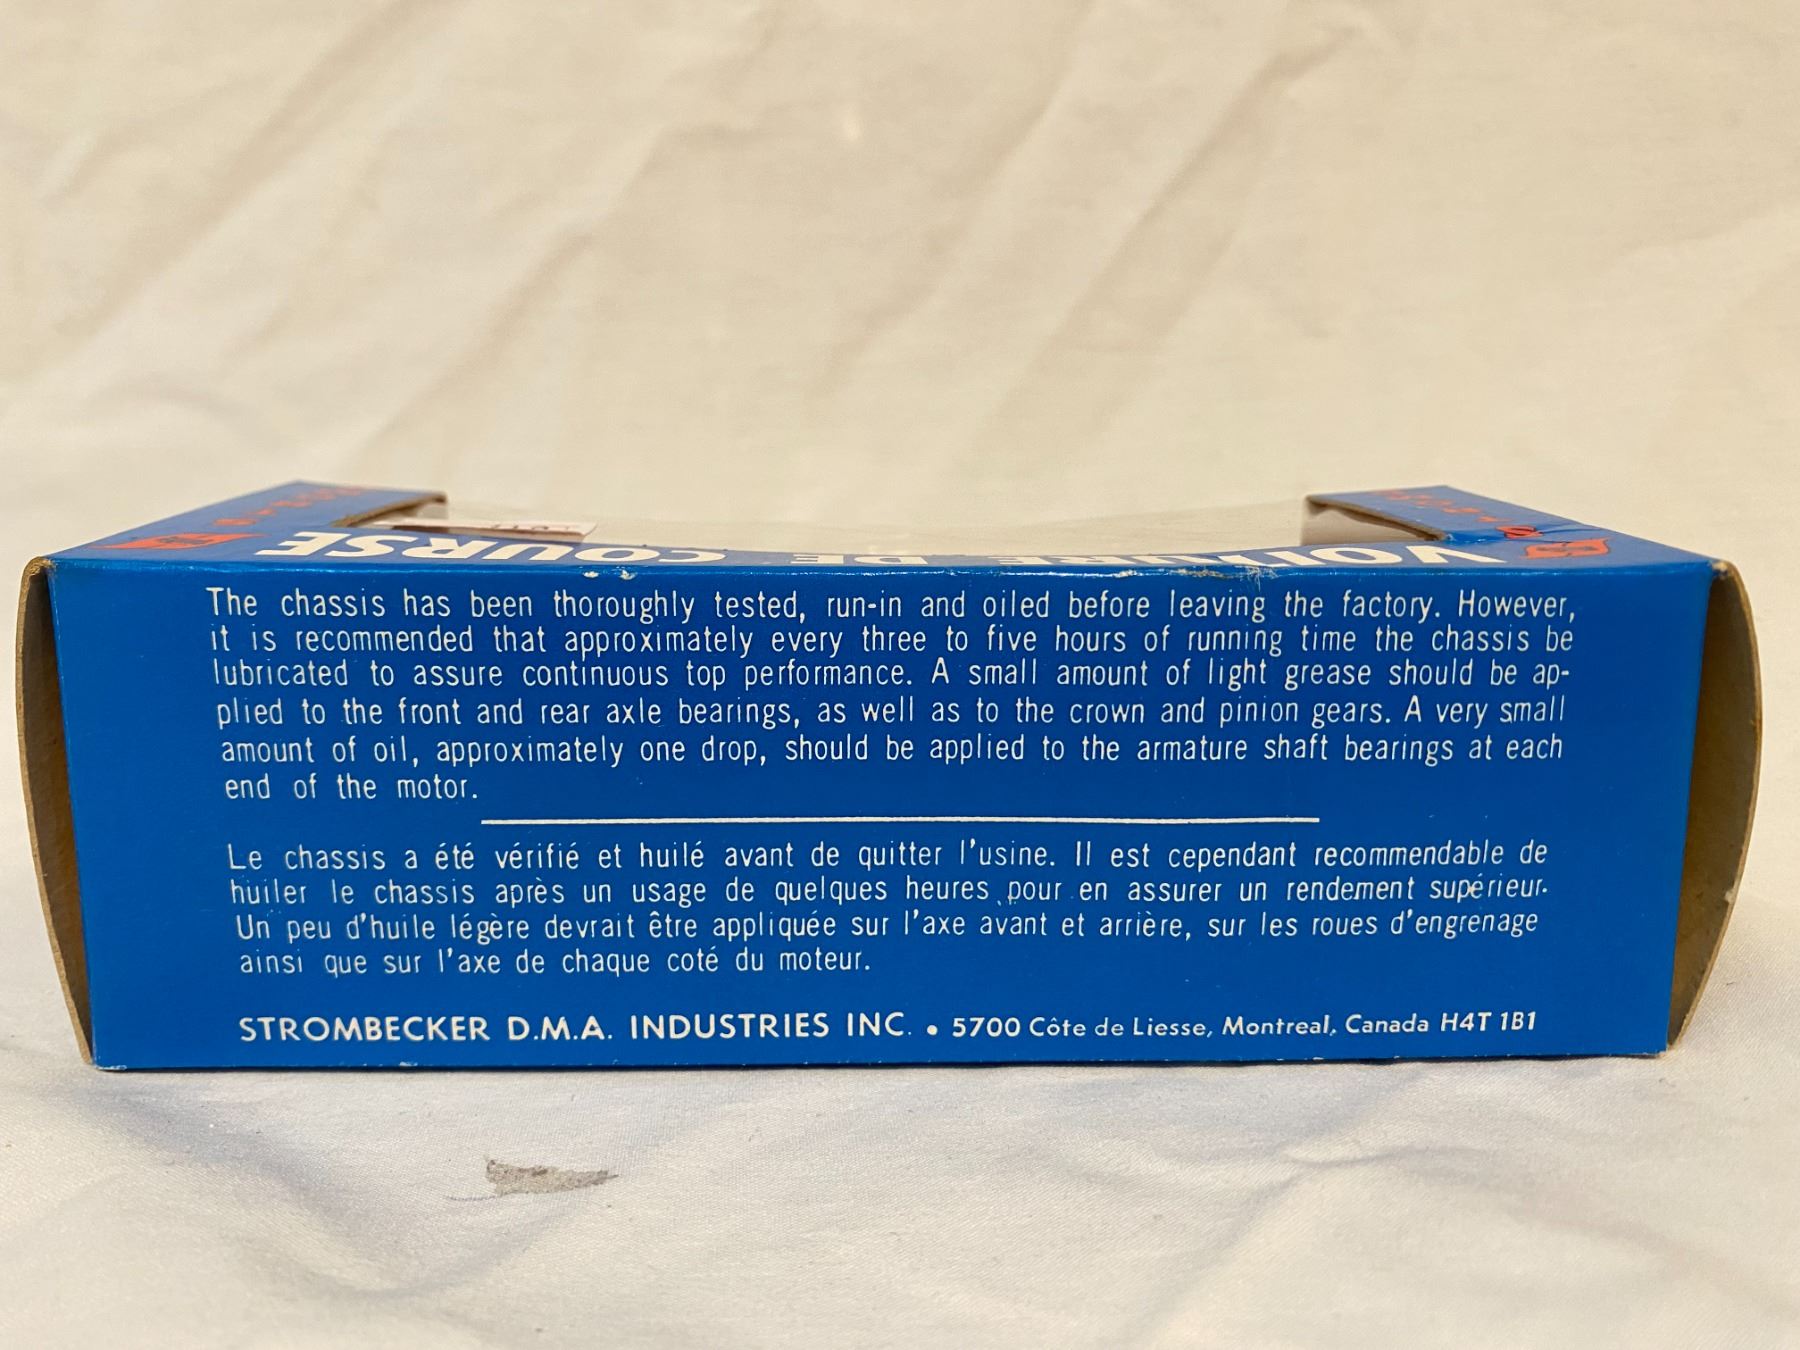 VOITURE DE COURSE
The chassis has been thoroughly tested, run-in and oiled before leaving the factory. However,
it is recommended that approximately every three to five hours of running time the chassis be
lubricated to assure continuous top performance. A small amount of light grease should be ap-
plied to the front and rear axle bearings, as well as to the crown and pinion gears. A very small
amount of oil, approximately one drop, should be applied to the armature shaft bearings at each
end of the motor.
Le chassis a été vérifié et huilé avant de quitter l'usine. Il est cependant recommendable de
huiler le chassis après un usage de quelques heures pour en assurer un rendement supérieur.
Un peu d'huile légère devrait être appliquée sur l'axe avant et arrière, sur les roues d'engrenage
ainsi que sur l'axe de chaque coté du moteur.
STROMBECKER D.M.A. INDUSTRIES INC. • 5700 Côte de Liesse, Montreal, Canada H4T 1B1